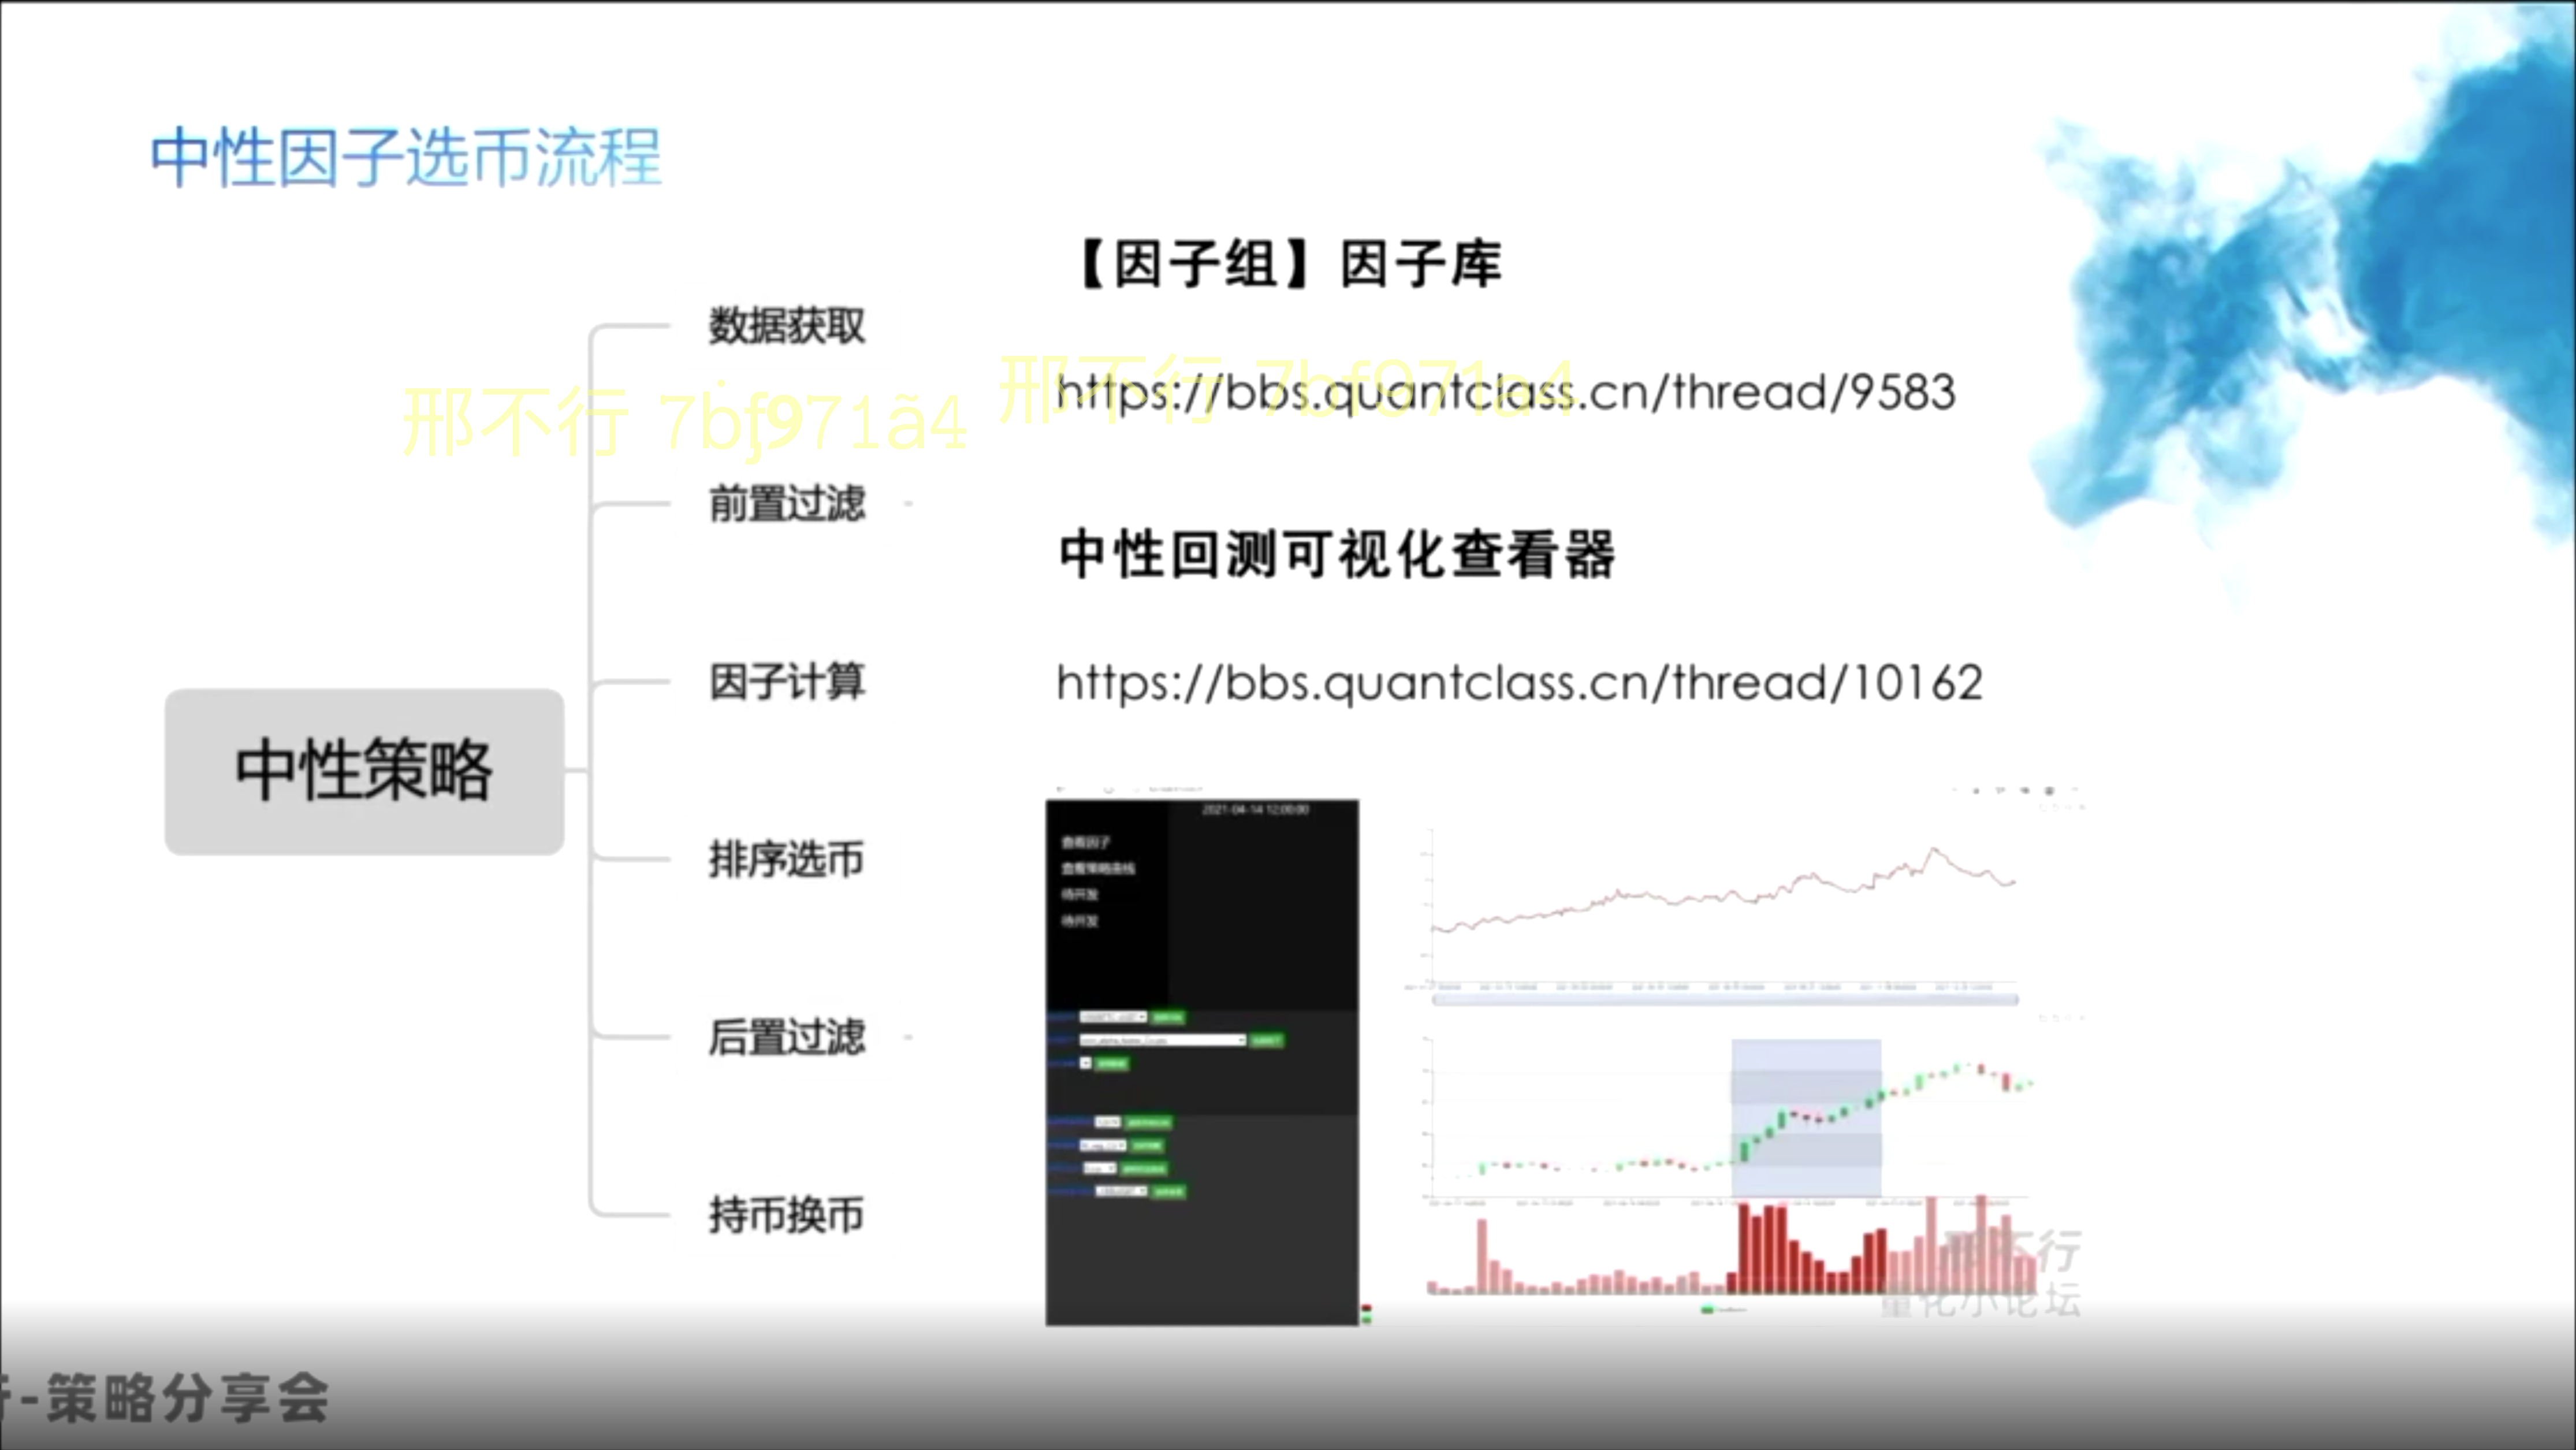 中性因子选币流程
【因子组】因子库
数据获取
https://bbs.quantclass.cn/thread/9583
邢不行 7bf971a4
邢不行 7bf971a4
前置过滤
中性回测可视化查看器
因子计算
https://bbs.quantclass.cn/thread/10162
中性策略
排序选币
后置过滤
持币换币
2021-04-14 12:00:00
查看因子
查看策略曲线
待开发
待开发
邢不行
量化小论坛
-策略分享会